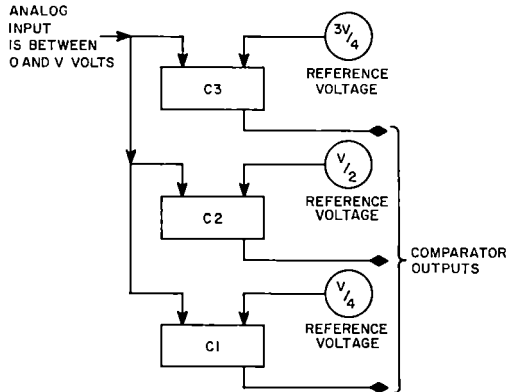 ANALOG
INPUT
IS BETWEEN
O AND V VOLTS
3V/4
REFERENCE
VOLTAGE
C3
V/2
REFERENCE
VOLTAGE
C2
COMPARATOR
OUTPUTS
V/4
REFERENCE
VOLTAGE
C1